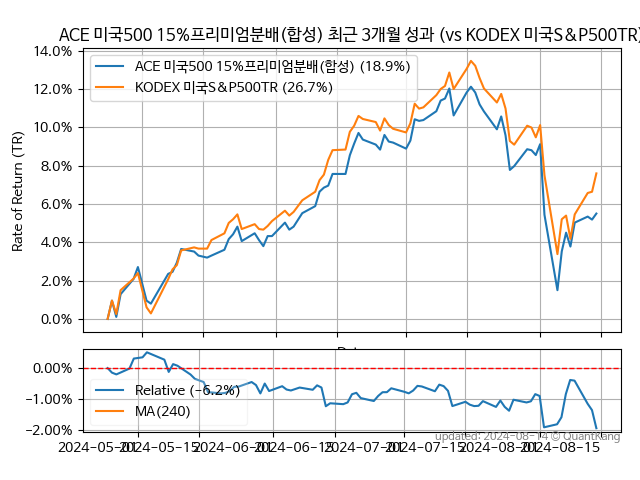 ACE 미국500 15%프리미엄분배(합성) 최근 3개월 성과 (vs KODEX 미국S&P500TR)
14.0%
ACE 미국500 15%프리미엄분배(합성) (18.9%)
KODEX 미국S&P500TR (26.7%)
12.0%
10.0%
8.0%
6.0%
4.0%
2.0%
0.0%
Rate of Return (TR)
0.00%
Relative (-6.2%)
-1.00%
MA(240)
-2.00%
updated: 2024-08-14 © QuantKang
2024-05-01 2024-05-15 2024-06-01 2024-06-15 2024-07-01 2024-07-15 2024-08-01 2024-08-15